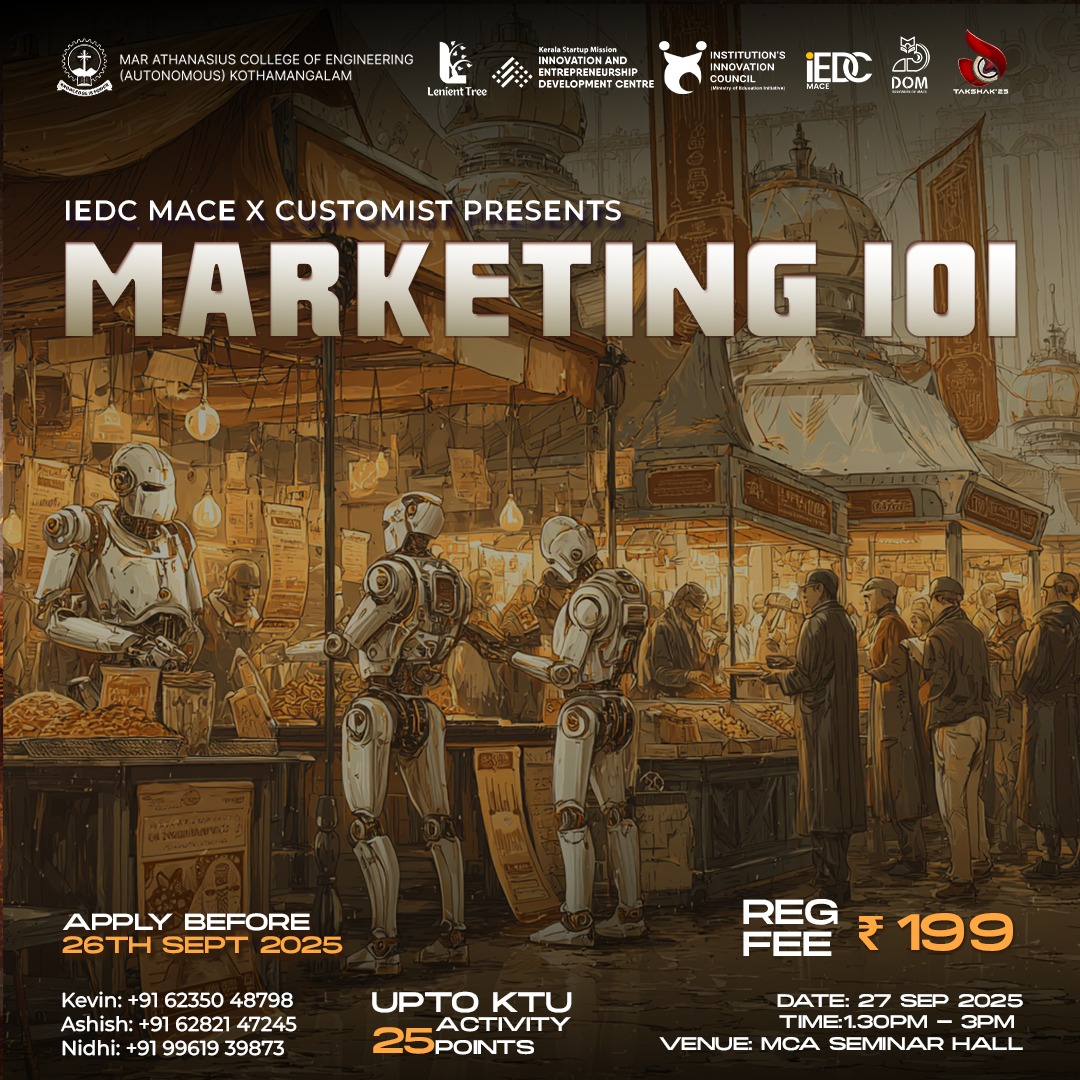 MAR ATHANASIUS COLLEGE OF ENGINEERING
(AUTONOMOUS) KOTHAMANGALAM
Lenient Tree
Kerala Startup Mission
INNOVATION AND
ENTREPRENEURSHIP
DEVELOPMENT CENTRE
INSTITUTION'S
INNOVATION
COUNCIL
(Ministry of Education Initiative)
iEDC
MACE
DOM
TAKSHAK'25
IEDC MACE X CUSTOMIST PRESENTS
MARKETING 101
APPLY BEFORE
26TH SEPT 2025
REG
FEE ₹ 199
Kevin: +91 62350 48798
Ashish: +91 62821 47245
Nidhi: +91 99619 39873
UPTO KTU
25 ACTIVITY
POINTS
DATE: 27 SEP 2025
TIME:1.30PM – 3PM
VENUE: MCA SEMINAR HALL